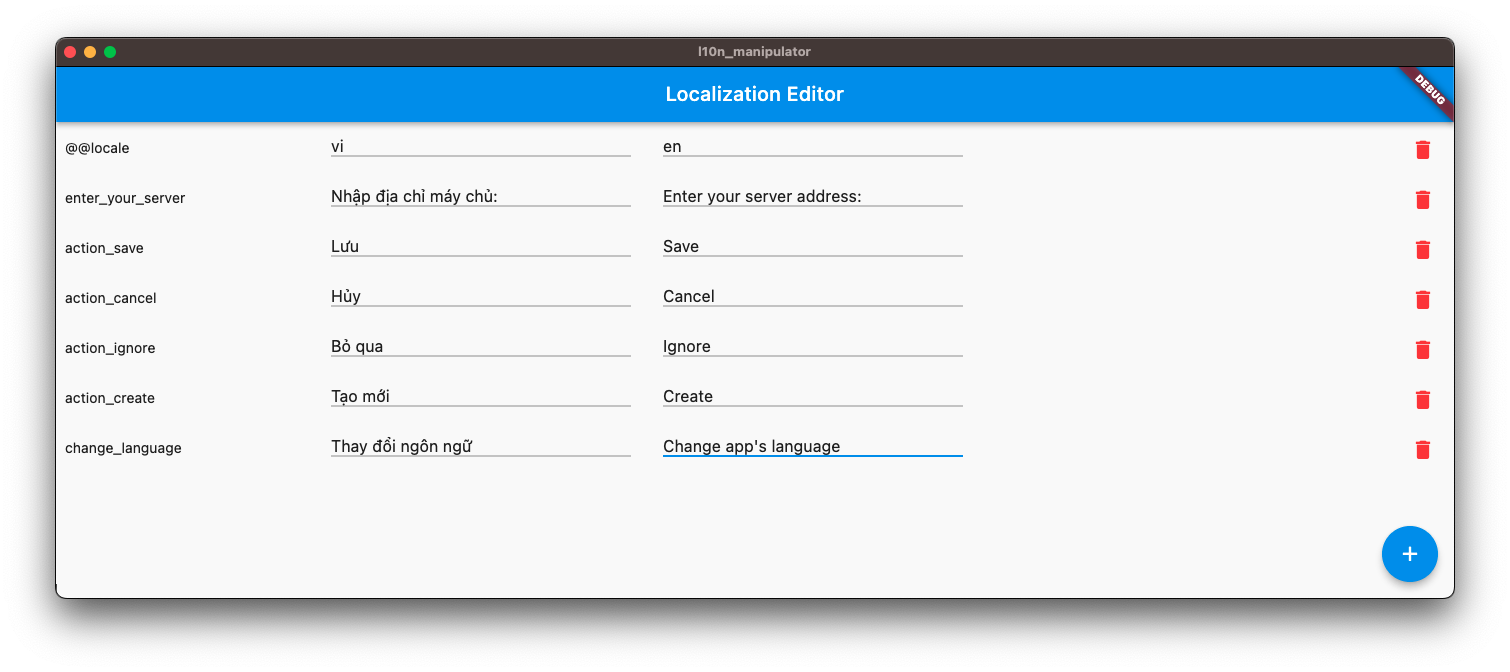 l10n_manipulator
Localization Editor
DEBUG
@@locale vi en
enter_your_server Nhập địa chỉ máy chủ: Enter your server address:
action_save Lưu Save
action_cancel Hủy Cancel
action_ignore Bỏ qua Ignore
action_create Tạo mới Create
change_language Thay đổi ngôn ngữ Change app's language
+